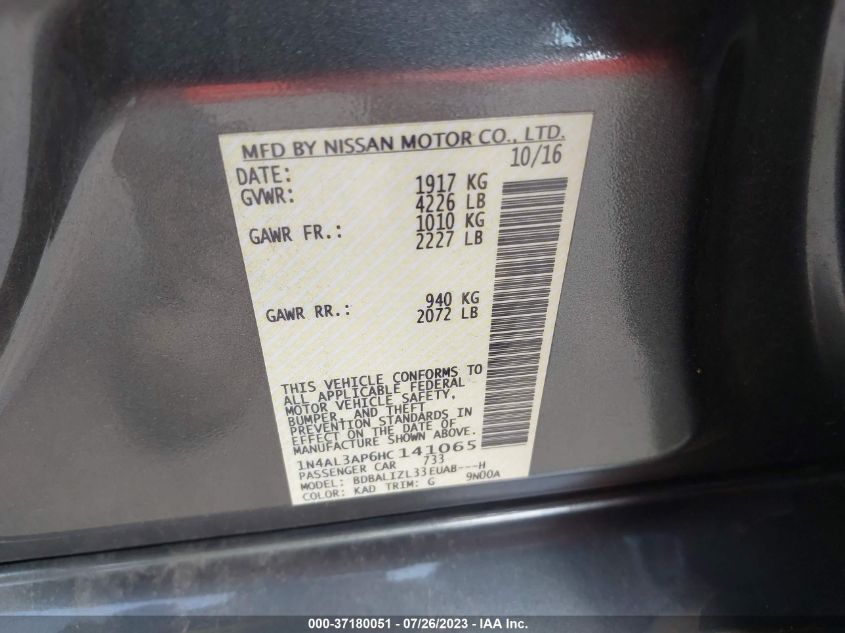 MFD BY NISSAN MOTOR CO., LTD.
DATE: 10/16
GVWR: 1917 KG
4226 LB
GAWR FR.: 1010 KG
2227 LB
GAWR RR.: 940 KG
2072 LB
THIS VEHICLE CONFORMS TO
ALL APPLICABLE FEDERAL
MOTOR VEHICLE SAFETY,
BUMPER, AND THEFT
PREVENTION STANDARDS IN
EFFECT ON THE DATE OF
MANUFACTURE SHOWN ABOVE.
1N4AL3AP6HC141065
PASSENGER CAR 733
MODEL: BDBALIZL33EUAB---H
COLOR: KAD TRIM: G 9N00A
000-37180051 - 07/26/2023 - IAA Inc.